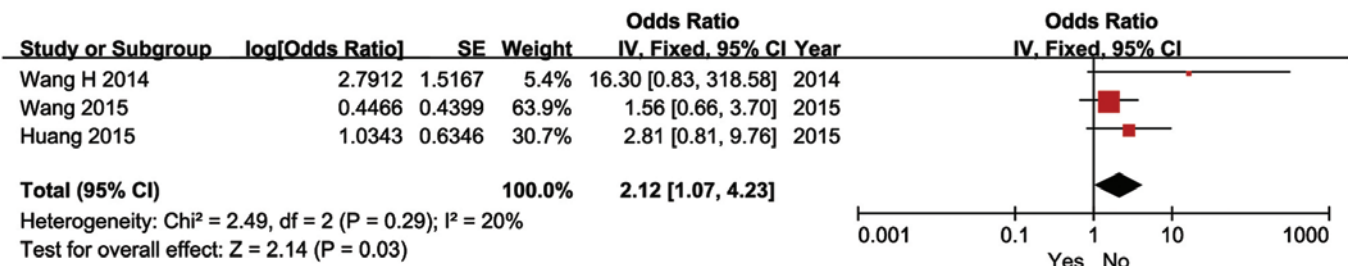 Odds Ratio Odds Ratio
Study or Subgroup log[Odds Ratio] SE Weight IV, Fixed, 95% CI Year IV, Fixed, 95% CI
Wang H 2014 2.7912 1.5167 5.4% 16.30 [0.83, 318.58] 2014
Wang 2015 0.4466 0.4399 63.9% 1.56 [0.66, 3.70] 2015
Huang 2015 1.0343 0.6346 30.7% 2.81 [0.81, 9.76] 2015
Total (95% CI) 100.0% 2.12 [1.07, 4.23]
Heterogeneity: Chi² = 2.49, df = 2 (P = 0.29); I² = 20%
Test for overall effect: Z = 2.14 (P = 0.03)
0.001 0.1 1 10 1000
Yes No